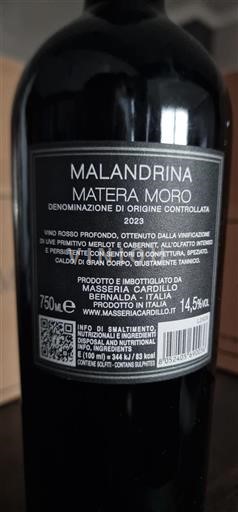 MALANDRINA
MATERA MORO
DENOMINAZIONE DI ORIGINE CONTROLLATA
2023
VINO ROSSO PROFONDO, OTTENUTO DALLA VINIFICAZIONE
DI UVE PRIMITIVO MERLOT E CABERNET, ALL'OLFATTO INTENSO
E PERSISTENTE CON SENTORI DI CONFETTURA, SPEZIATO,
CALDO, DI GRAN CORPO, GIUSTAMENTE TANNICO.
PRODOTTO E IMBOTTIGLIATO DA
MASSERIA CARDILLO
BERNALDA - ITALIA
750ML e PRODOTTO IN ITALIA 14,5%VOL
WWW.MASSERIACARDILLO.IT
INFO DI SMALTIMENTO,
NUTRIZIONALI E INGREDIENTI
DISPOSAL AND NUTRITIONAL
INFO, INGREDIENTS
E (100 ml) = 344 kJ / 83 kcal
CONTIENE SOLFITI - CONTAINS SULPHITES